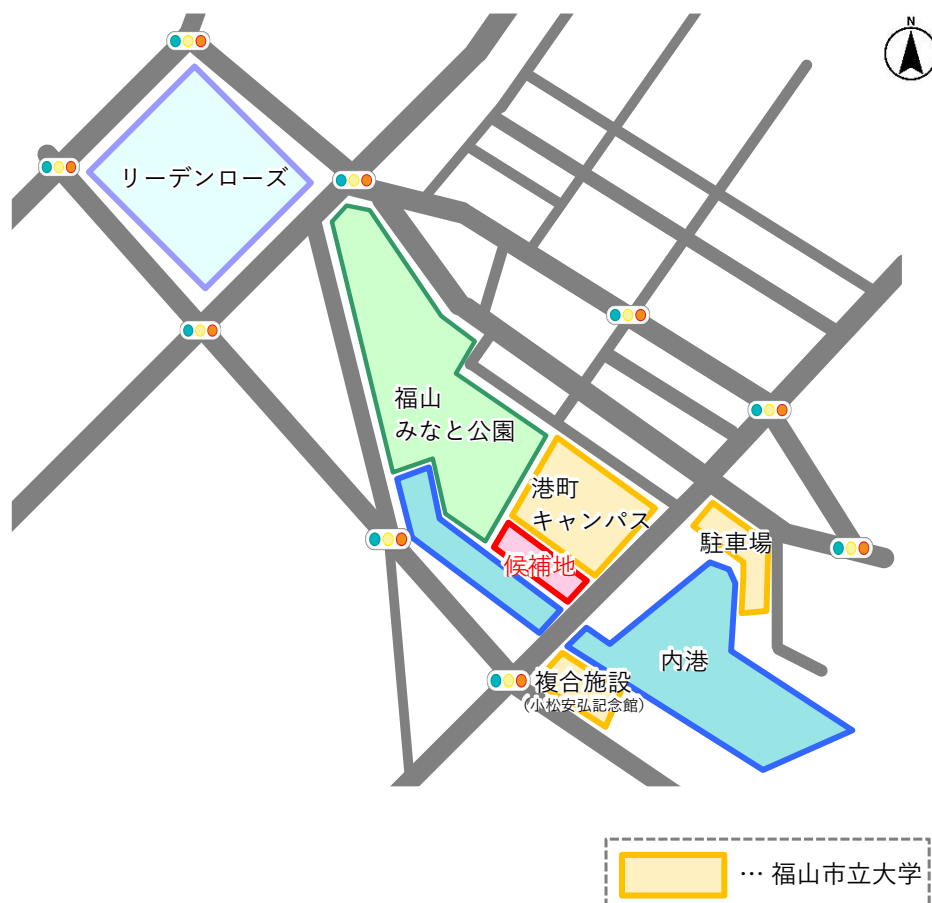 N
リーデンローズ
福山
みなと公園
港町
キャンパス
駐車場
候補地
内港
複合施設
（小松安弘記念館）
… 福山市立大学